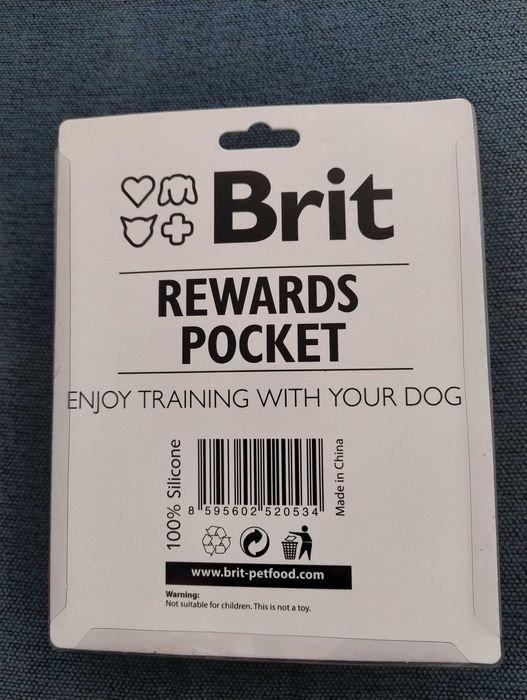 Brit
REWARDS
POCKET
ENJOY TRAINING WITH YOUR DOG
100% Silicone
8 595602 520534
Made in China
www.brit-petfood.com
Warning:
Not suitable for children. This is not a toy.